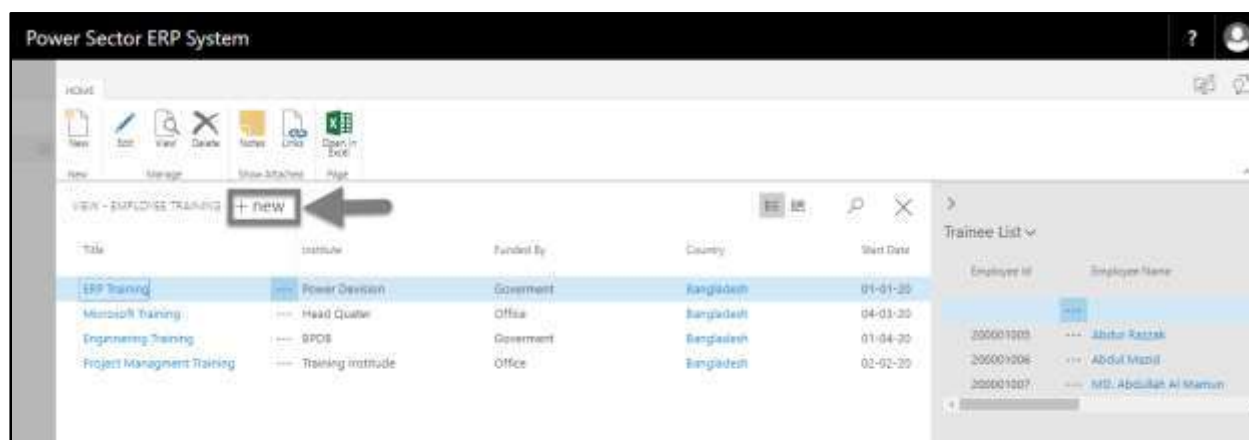 Power Sector ERP System ?
HOME
New Edit View Delete Notes Links Open in Excel
New Manage Show Attached Page
VIEW - EMPLOYEE TRAINING + new
Trainee List
Title Institute Funded By Country Start Date
Employee Id Employee Name
ERP Training Power Devision Goverment Bangladesh 01-01-20
Microsoft Training Head Quater Office Bangladesh 04-03-20
200001005 Abdur Razzak
Enginnering Training BPDB Goverment Bangladesh 01-04-20
200001006 Abdul Mazid
Project Managment Training Training Institude Office Bangladesh 02-02-20
200001007 MD. Abdullah Al Mamun